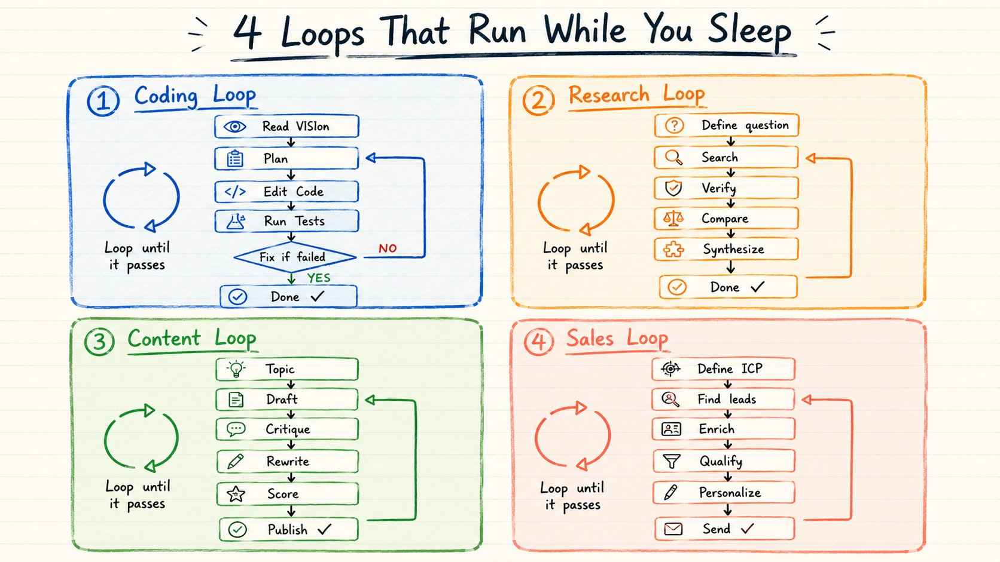 4 Loops That Run While You Sleep
1 Coding Loop
Read VISIon
Plan
</> Edit Code
Run Tests
Fix if failed
NO
YES
Done ✓
Loop until
it passes
2 Research Loop
? Define question
Search
Verify
Compare
Synthesize
Done ✓
Loop until
it passes
3 Content Loop
Topic
Draft
Critique
Rewrite
Score
Publish ✓
Loop until
it passes
4 Sales Loop
Define ICP
Find leads
Enrich
Qualify
Personalize
Send ✓
Loop until
it passes